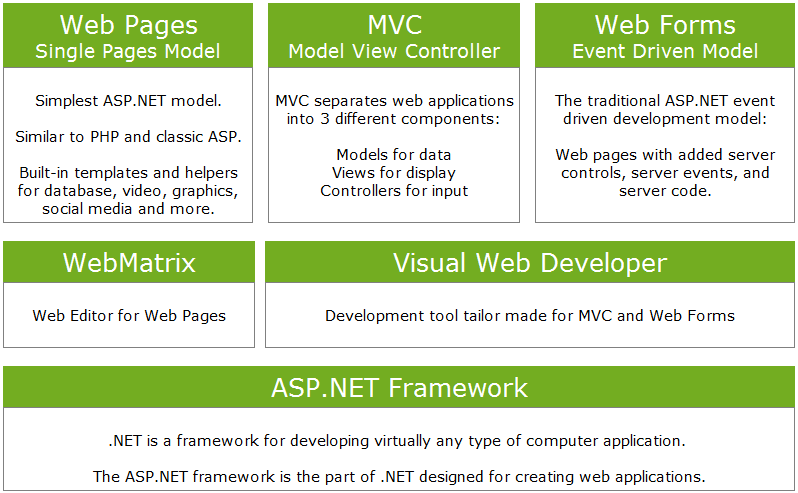 Web Pages
Single Pages Model
Simplest ASP.NET model.
Similar to PHP and classic ASP.
Built-in templates and helpers
for database, video, graphics,
social media and more.
MVC
Model View Controller
MVC separates web applications
into 3 different components:
Models for data
Views for display
Controllers for input
Web Forms
Event Driven Model
The traditional ASP.NET event
driven development model:
Web pages with added server
controls, server events, and
server code.
WebMatrix
Web Editor for Web Pages
Visual Web Developer
Development tool tailor made for MVC and Web Forms
ASP.NET Framework
.NET is a framework for developing virtually any type of computer application.
The ASP.NET framework is the part of .NET designed for creating web applications.